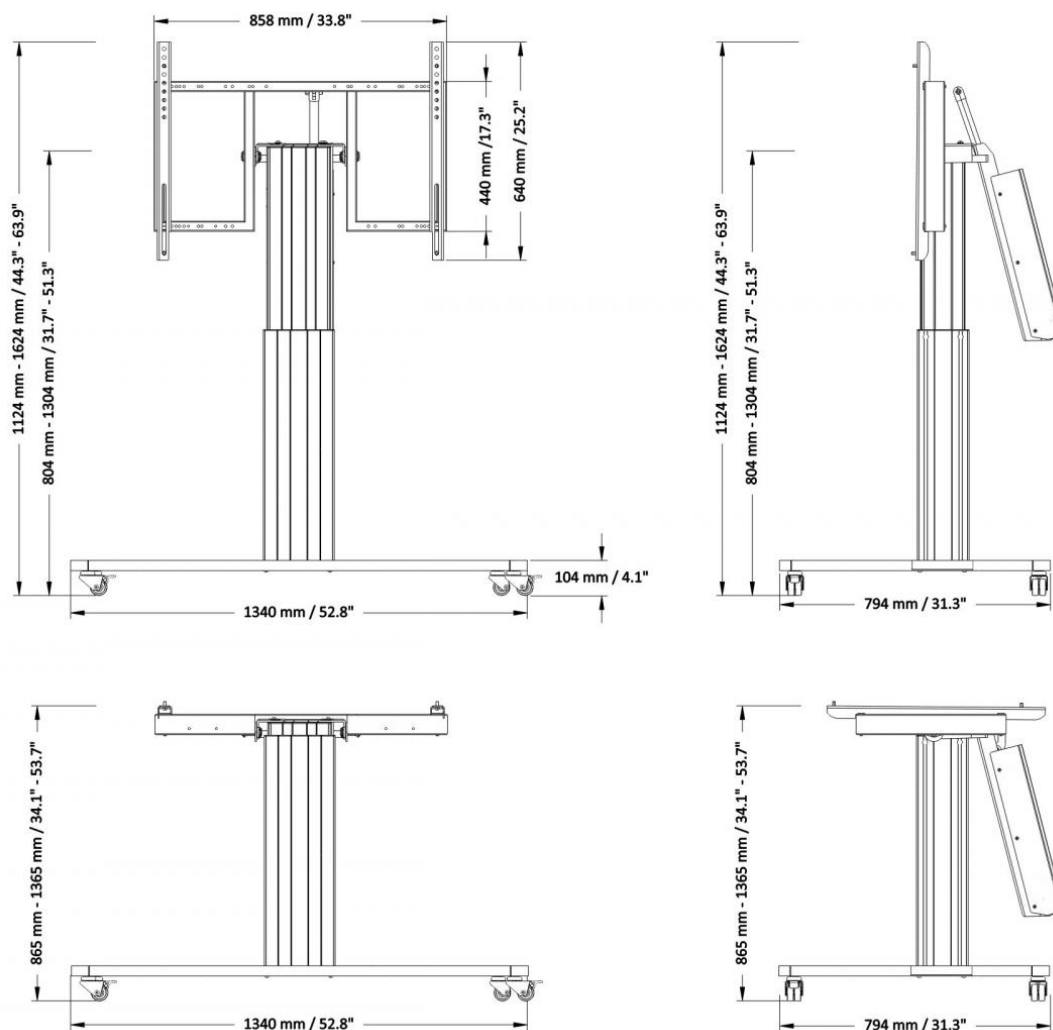 858 mm / 33.8"
1124 mm - 1624 mm / 44.3" - 63.9"
804 mm - 1304 mm / 31.7" - 51.3"
440 mm /17.3"
640 mm / 25.2"
104 mm / 4.1"
1340 mm / 52.8"
1124 mm - 1624 mm / 44.3" - 63.9"
804 mm - 1304 mm / 31.7" - 51.3"
794 mm / 31.3"
865 mm - 1365 mm / 34.1" - 53.7"
1340 mm / 52.8"
865 mm - 1365 mm / 34.1" - 53.7"
794 mm / 31.3"